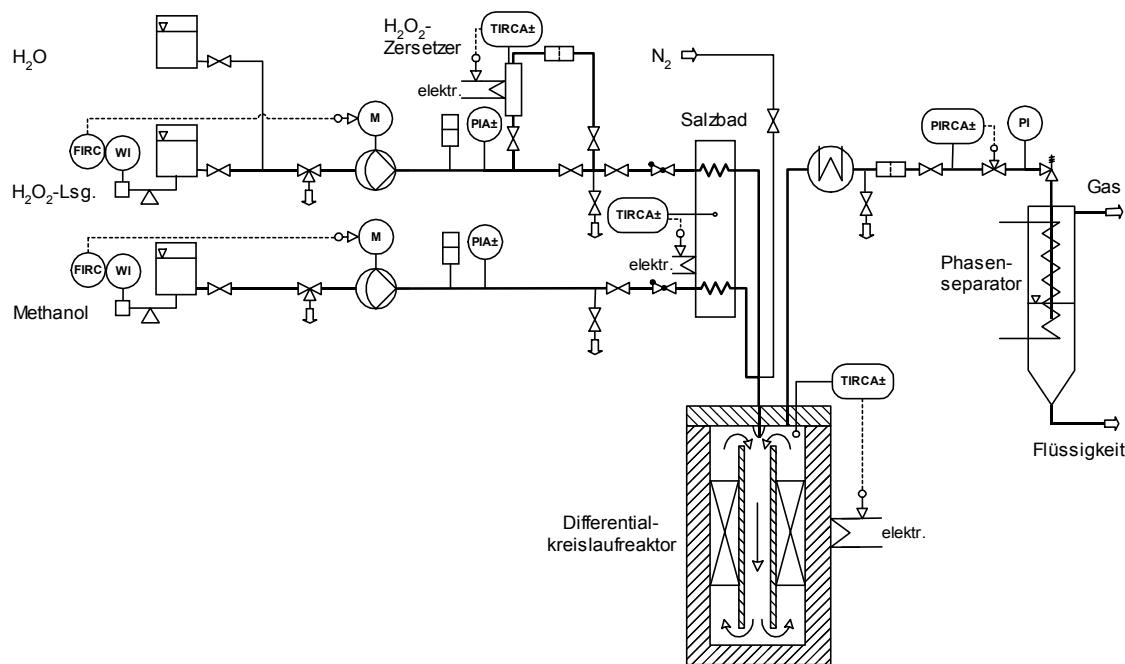 H₂O
H₂O₂-
Zersetzer
TIRCA±
elektr.
N₂
FIRC
WI
M
PIA±
H₂O₂-Lsg.
Salzbad
PIRCA±
PI
Gas
TIRCA±
elektr.
FIRC
WI
M
PIA±
Methanol
Phasen-
separator
TIRCA±
Flüssigkeit
Differential-
kreislaufreaktor
elektr.